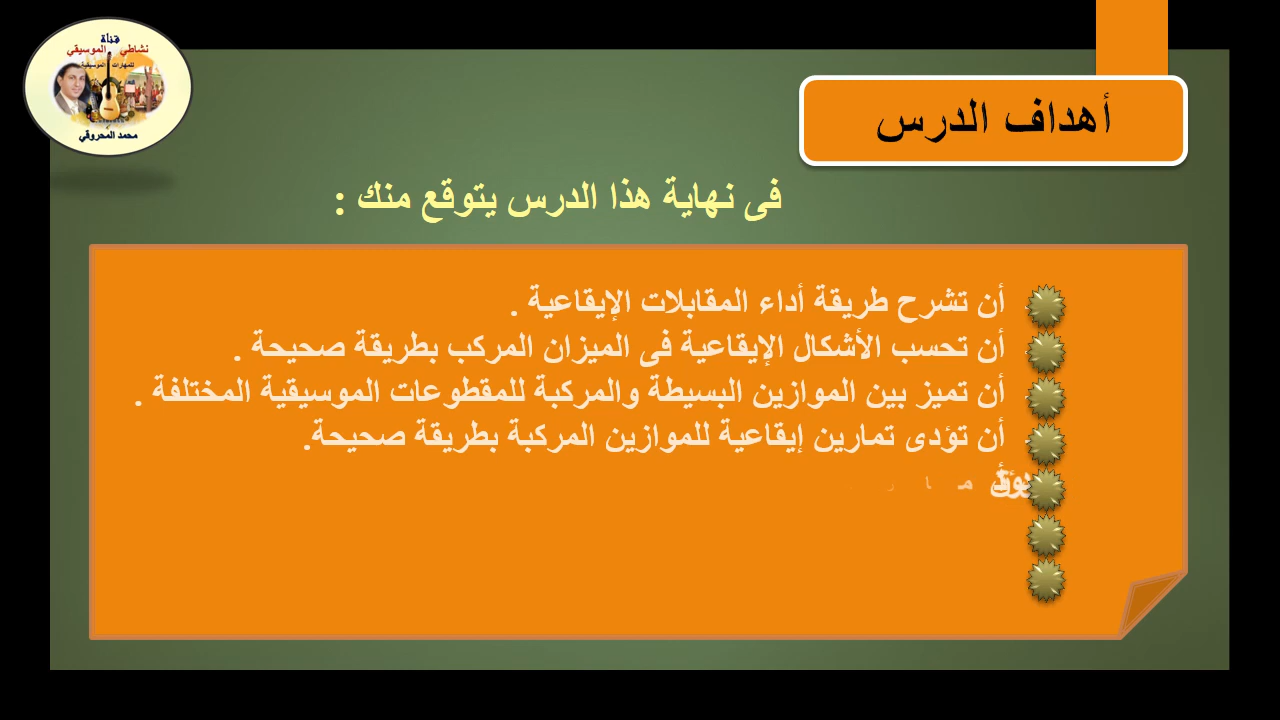 قناة
نشاطي الموسيقي
للمهارات الموسيقية
محمد المحروقي
أهداف الدرس
فى نهاية هذا الدرس يتوقع منك :
أن تشرح طريقة أداء المقابلات الإيقاعية .
أن تحسب الأشكال الإيقاعية فى الميزان المركب بطريقة صحيحة .
أن تميز بين الموازين البسيطة والمركبة للمقطوعات الموسيقية المختلفة .
أن تؤدى تمارين إيقاعية للموازين المركبة بطريقة صحيحة.